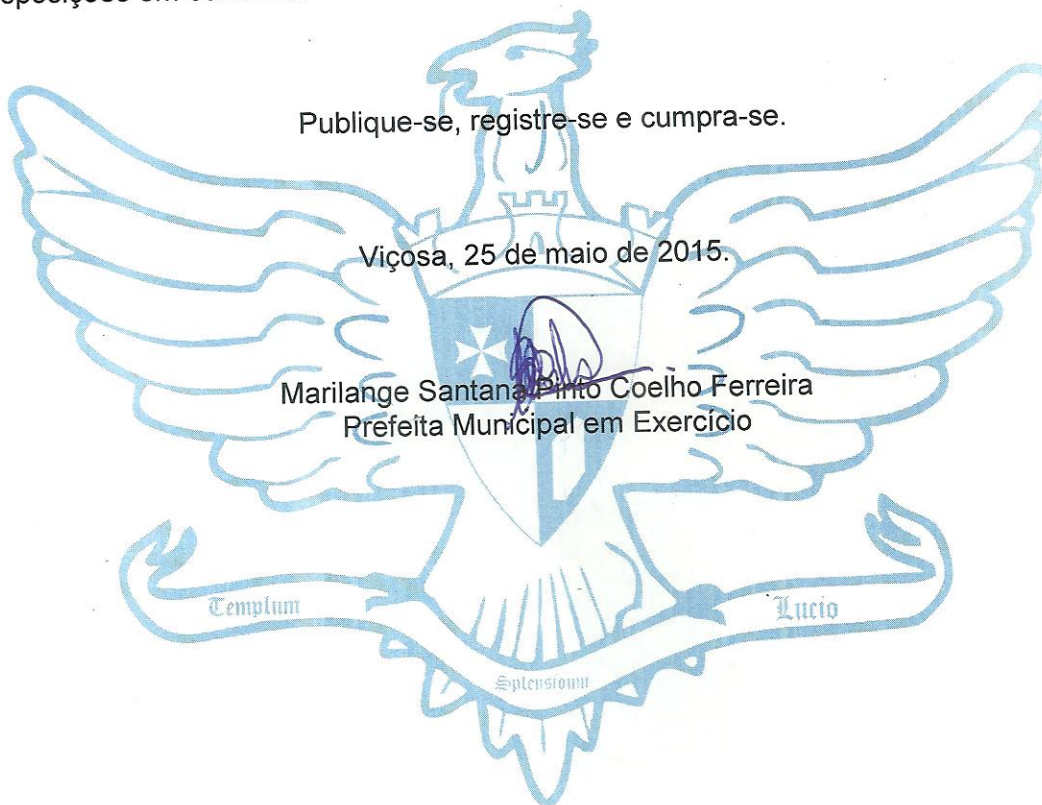 Publique-se, registre-se e cumpra-se.
Viçosa, 25 de maio de 2015.
Marilange Santana Pinto Coelho Ferreira
Prefeita Municipal em Exercício
Templum
Lucio